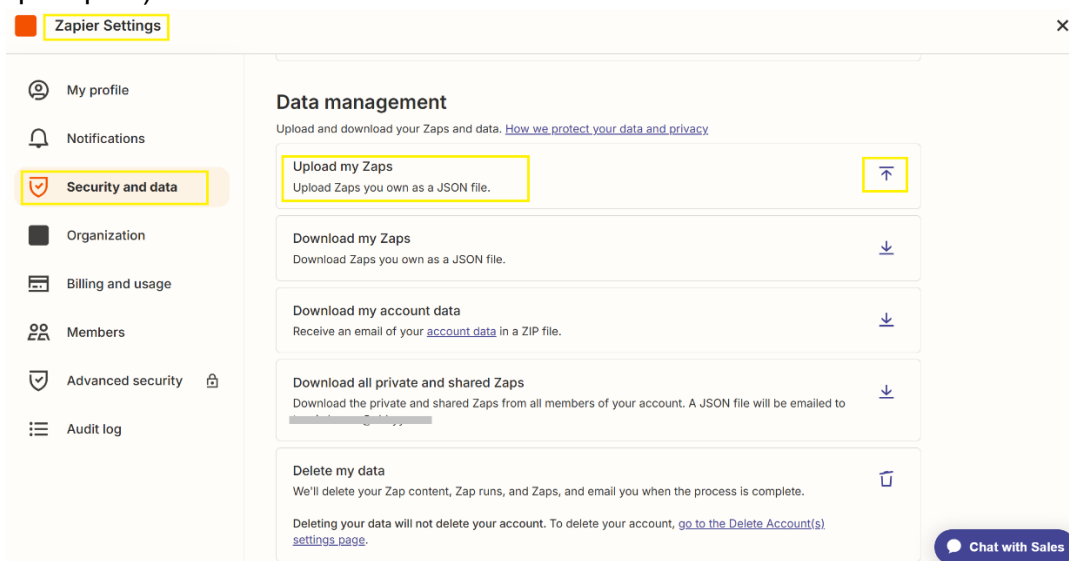 Zapier Settings
My profile
Notifications
Security and data
Organization
Billing and usage
Members
Advanced security
Audit log
Data management
Upload and download your Zaps and data. How we protect your data and privacy
Upload my Zaps
Upload Zaps you own as a JSON file.
Download my Zaps
Download Zaps you own as a JSON file.
Download my account data
Receive an email of your account data in a ZIP file.
Download all private and shared Zaps
Download the private and shared Zaps from all members of your account. A JSON file will be emailed to
Delete my data
We'll delete your Zap content, Zap runs, and Zaps, and email you when the process is complete.
Deleting your data will not delete your account. To delete your account, go to the Delete Account(s)
settings page.
Chat with Sales